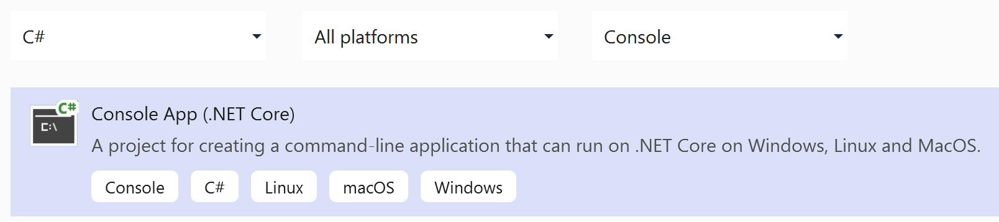 C# All platforms Console
C#
Console App (.NET Core)
C:\
A project for creating a command-line application that can run on .NET Core on Windows, Linux and MacOS.
Console C# Linux macOS Windows